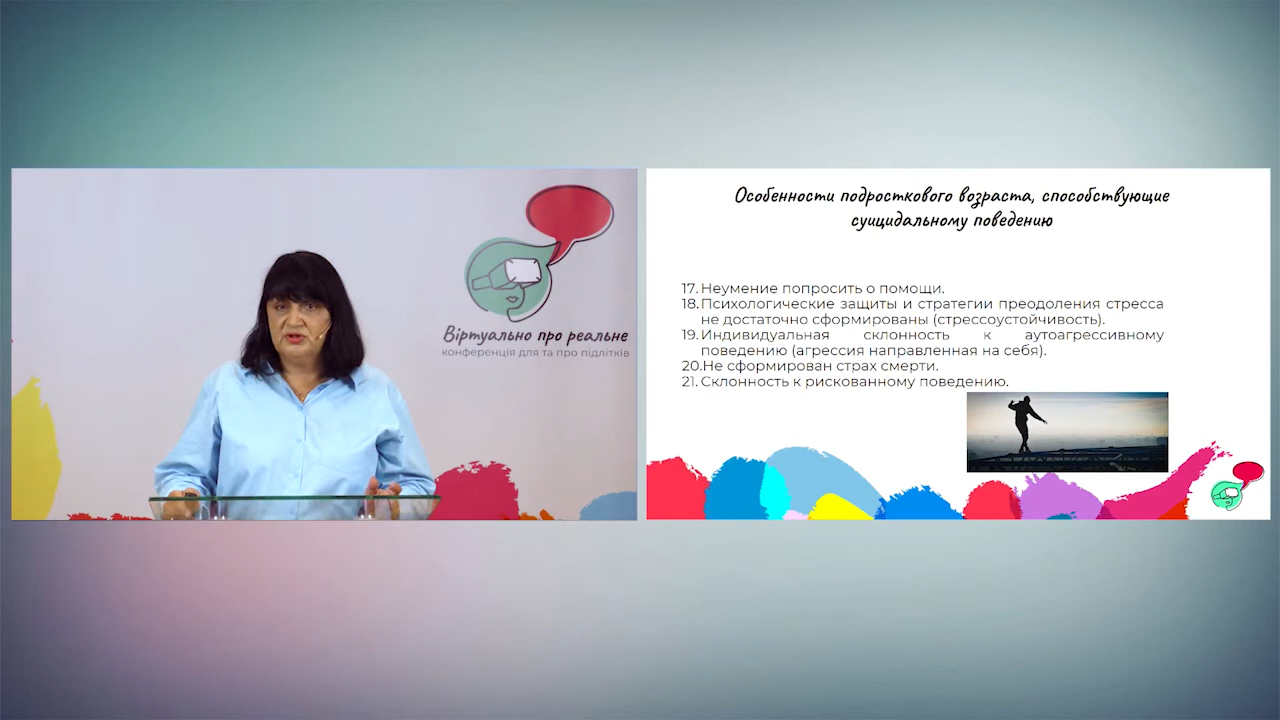 Віртуально про реальне
конференція для та про підлітків
Особенности подросткового возраста, способствующие
суицидальному поведению
17. Неумение попросить о помощи.
18. Психологические защиты и стратегии преодоления стресса
не достаточно сформированы (стрессоустойчивость).
19. Индивидуальная склонность к аутоагрессивному
поведению (агрессия направленная на себя).
20. Не сформирован страх смерти.
21. Склонность к рискованному поведению.